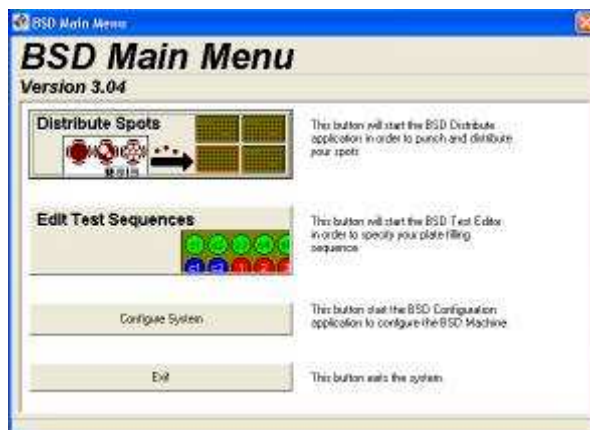 BSD Main Menu
BSD Main Menu
Version 3.04
Distribute Spots
This button will start the BSD Distribute
application in order to punch and distribute
your spots
Edit Test Sequences
This button will start the BSD Test Editor
in order to specify your plate filling
sequence
Configure System
This button start the BSD Configuration
application to configure the BSD Machine
Exit
This button exits the system